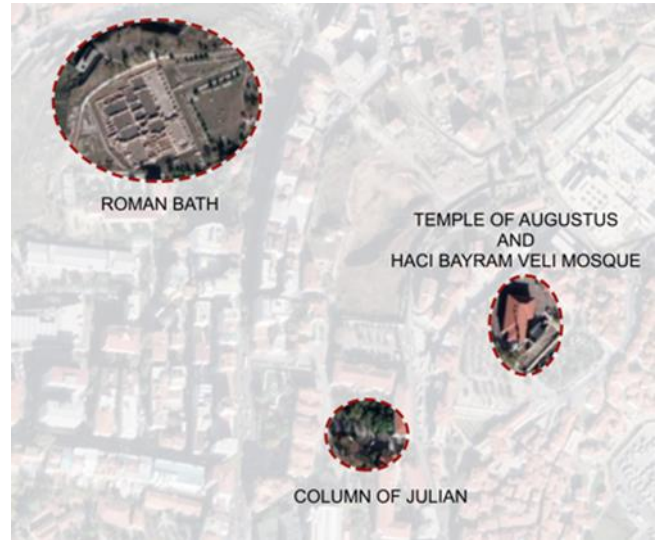 ROMAN BATH
TEMPLE OF AUGUSTUS
AND
HACI BAYRAM VELI MOSQUE
COLUMN OF JULIAN